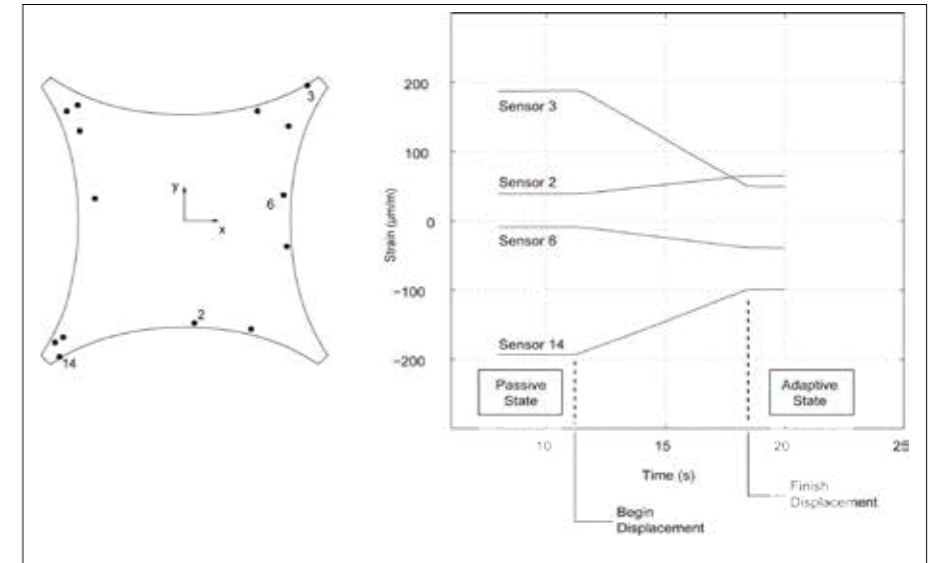 3
y
6
x
2
14
200
100
0
−100
−200
Strain (μm/m)
Sensor 3
Sensor 2
Sensor 6
Sensor 14
Passive
State
Adaptive
State
10
15
20
25
Time (s)
Begin
Displacement
Finish
Displacement